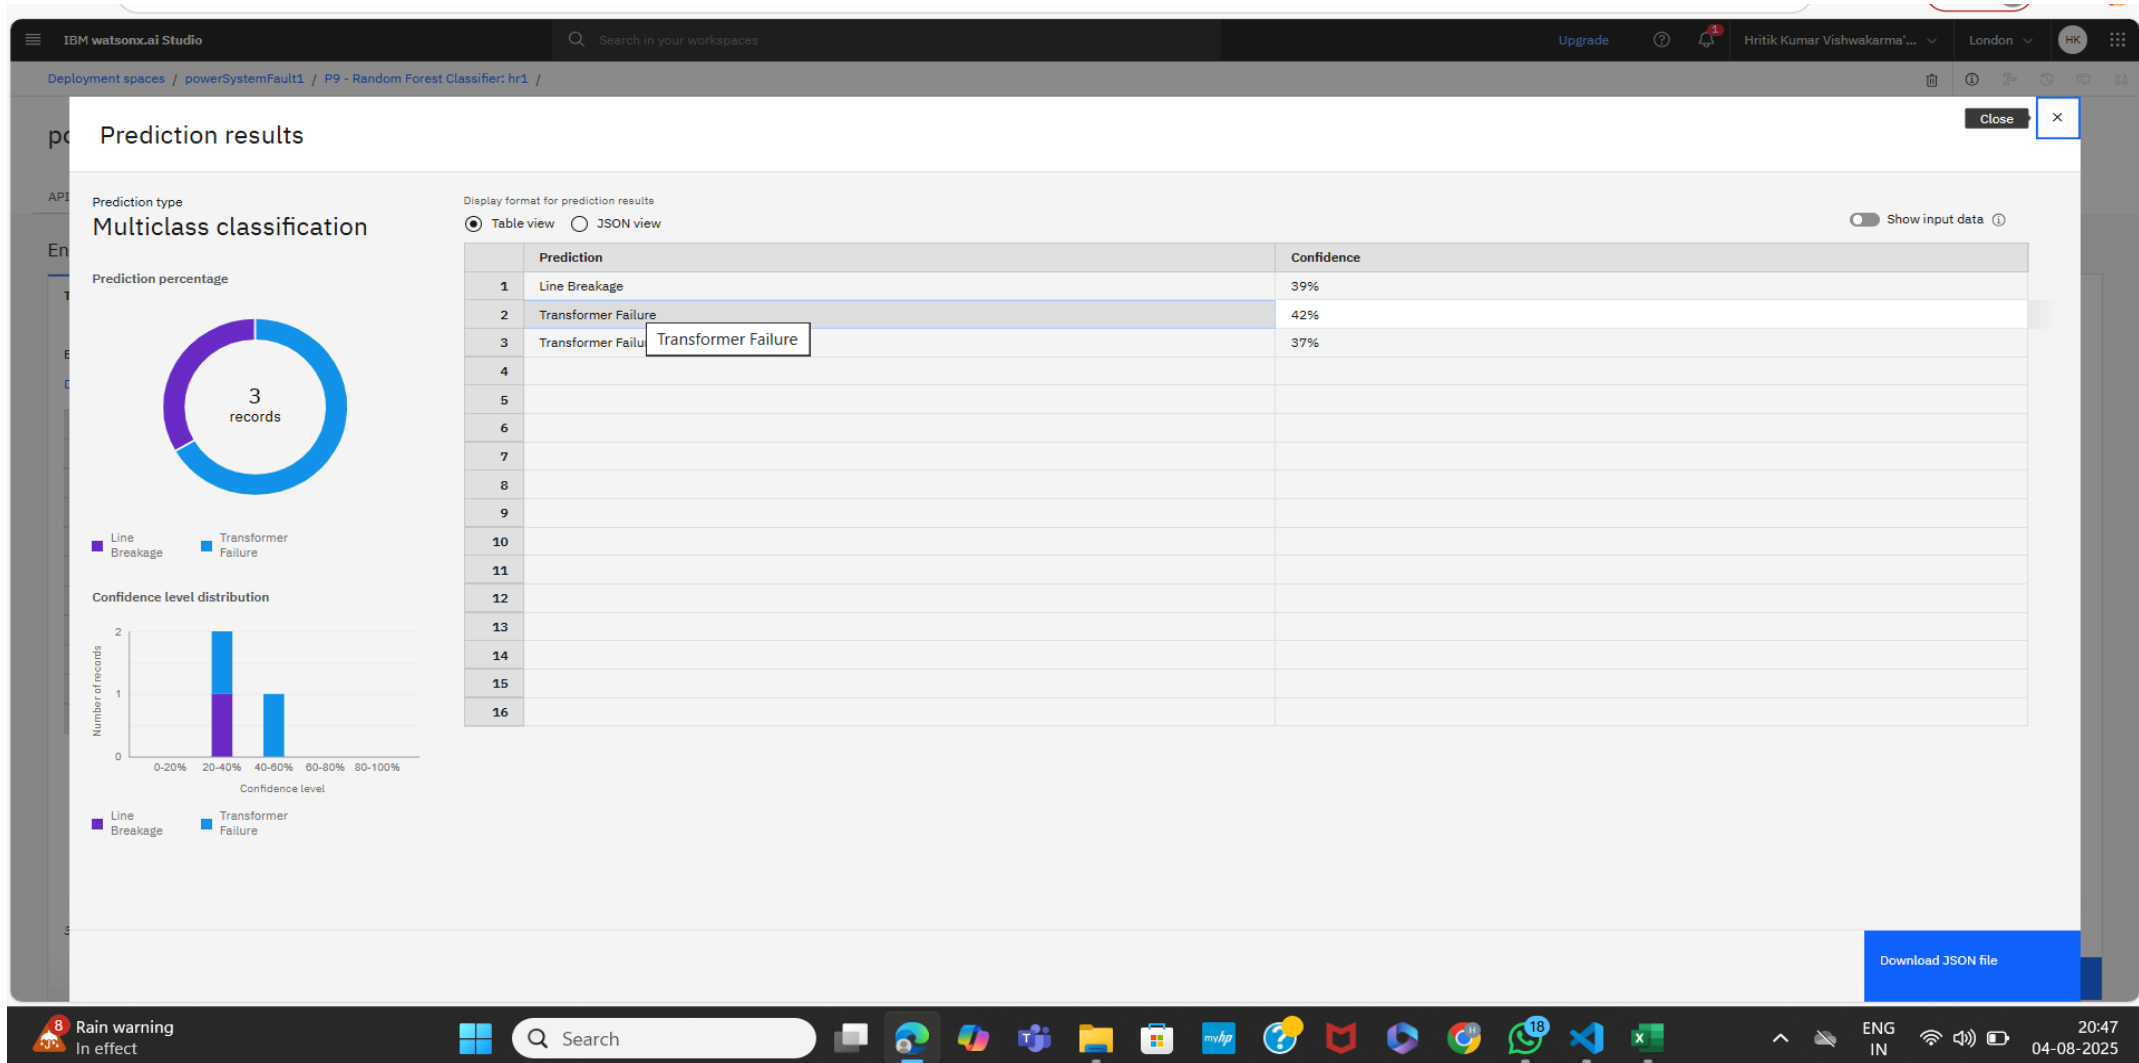 IBM watsonx.ai Studio
Search in your workspaces
Upgrade
1
Hritik Kumar Vishwakarma'...
London
HK
Deployment spaces / powerSystemFault1 / P9 - Random Forest Classifier: hr1 /
Prediction results
Close
API
Prediction type
Multiclass classification
Display format for prediction results
Table view
JSON view
Show input data
En
Prediction percentage
Prediction Confidence
1 Line Breakage 39%
2 Transformer Failure 42%
3 Transformer Failu 37%
Transformer Failure
4
5
6
7
8
9
10
11
12
13
14
15
16
3
records
Line Breakage
Transformer Failure
Confidence level distribution
Number of records
2
1
0
0-20% 20-40% 40-60% 60-80% 80-100%
Confidence level
Line Breakage
Transformer Failure
Download JSON file
8
Rain warning
In effect
Search
myhp
18
ENG
IN
20:47
04-08-2025